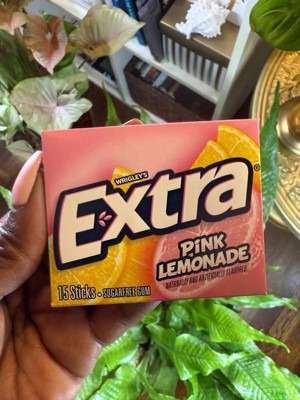 WRIGLEY'S
Extra®
PINK
LEMONADE
NATURALLY AND ARTIFICIALLY FLAVORED
15 Sticks • SUGARFREE GUM